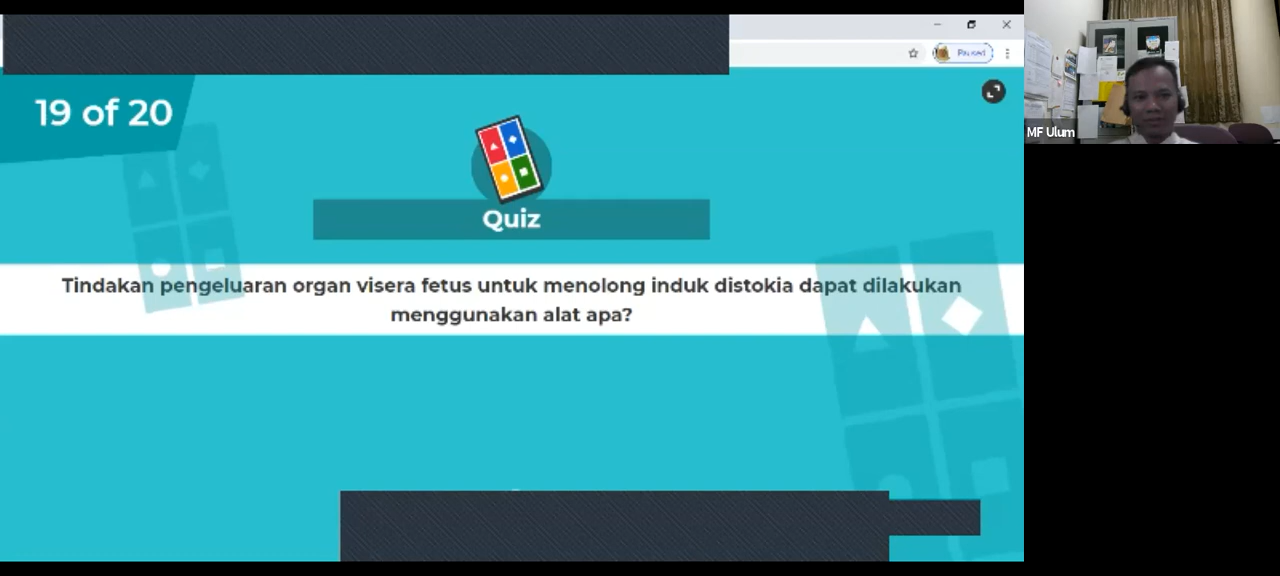 19 of 20
Quiz
Tindakan pengeluaran organ visera fetus untuk menolong induk distokia dapat dilakukan
menggunakan alat apa?
MF Ulum